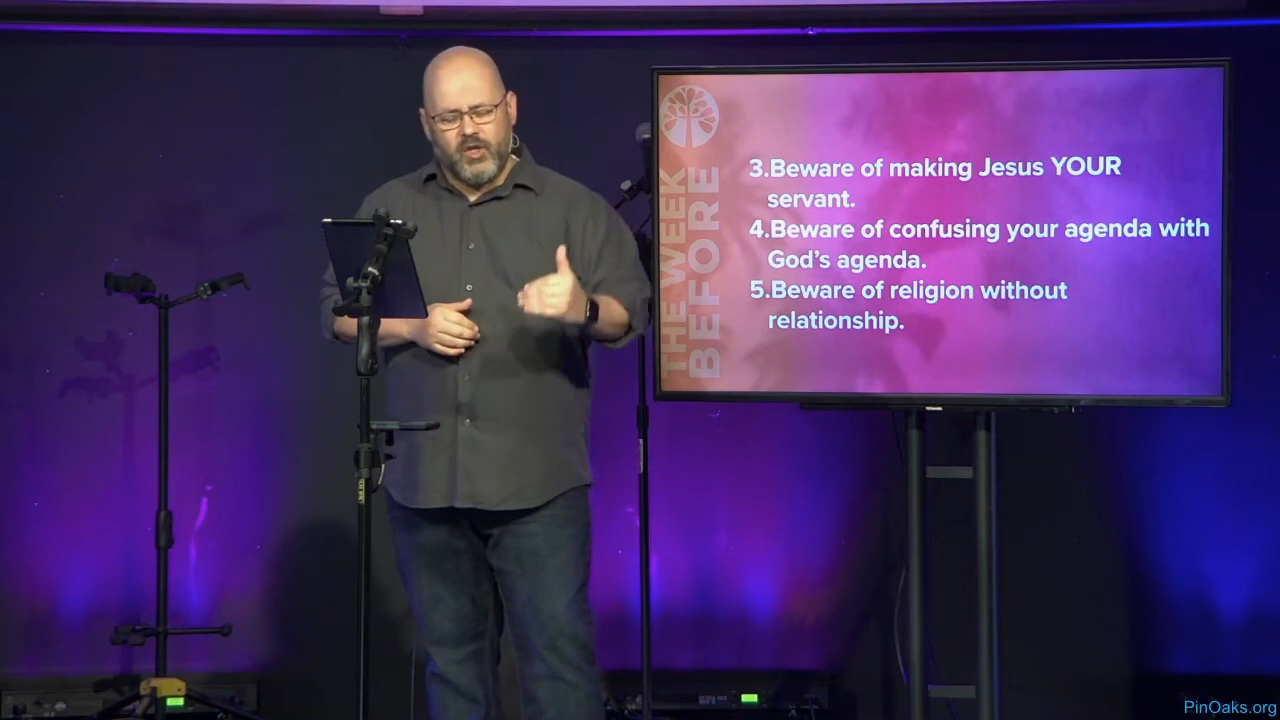 THE WEEK
BEFORE
3.Beware of making Jesus YOUR
servant.
4.Beware of confusing your agenda with
God's agenda.
5.Beware of religion without
relationship.
PinOaks.org